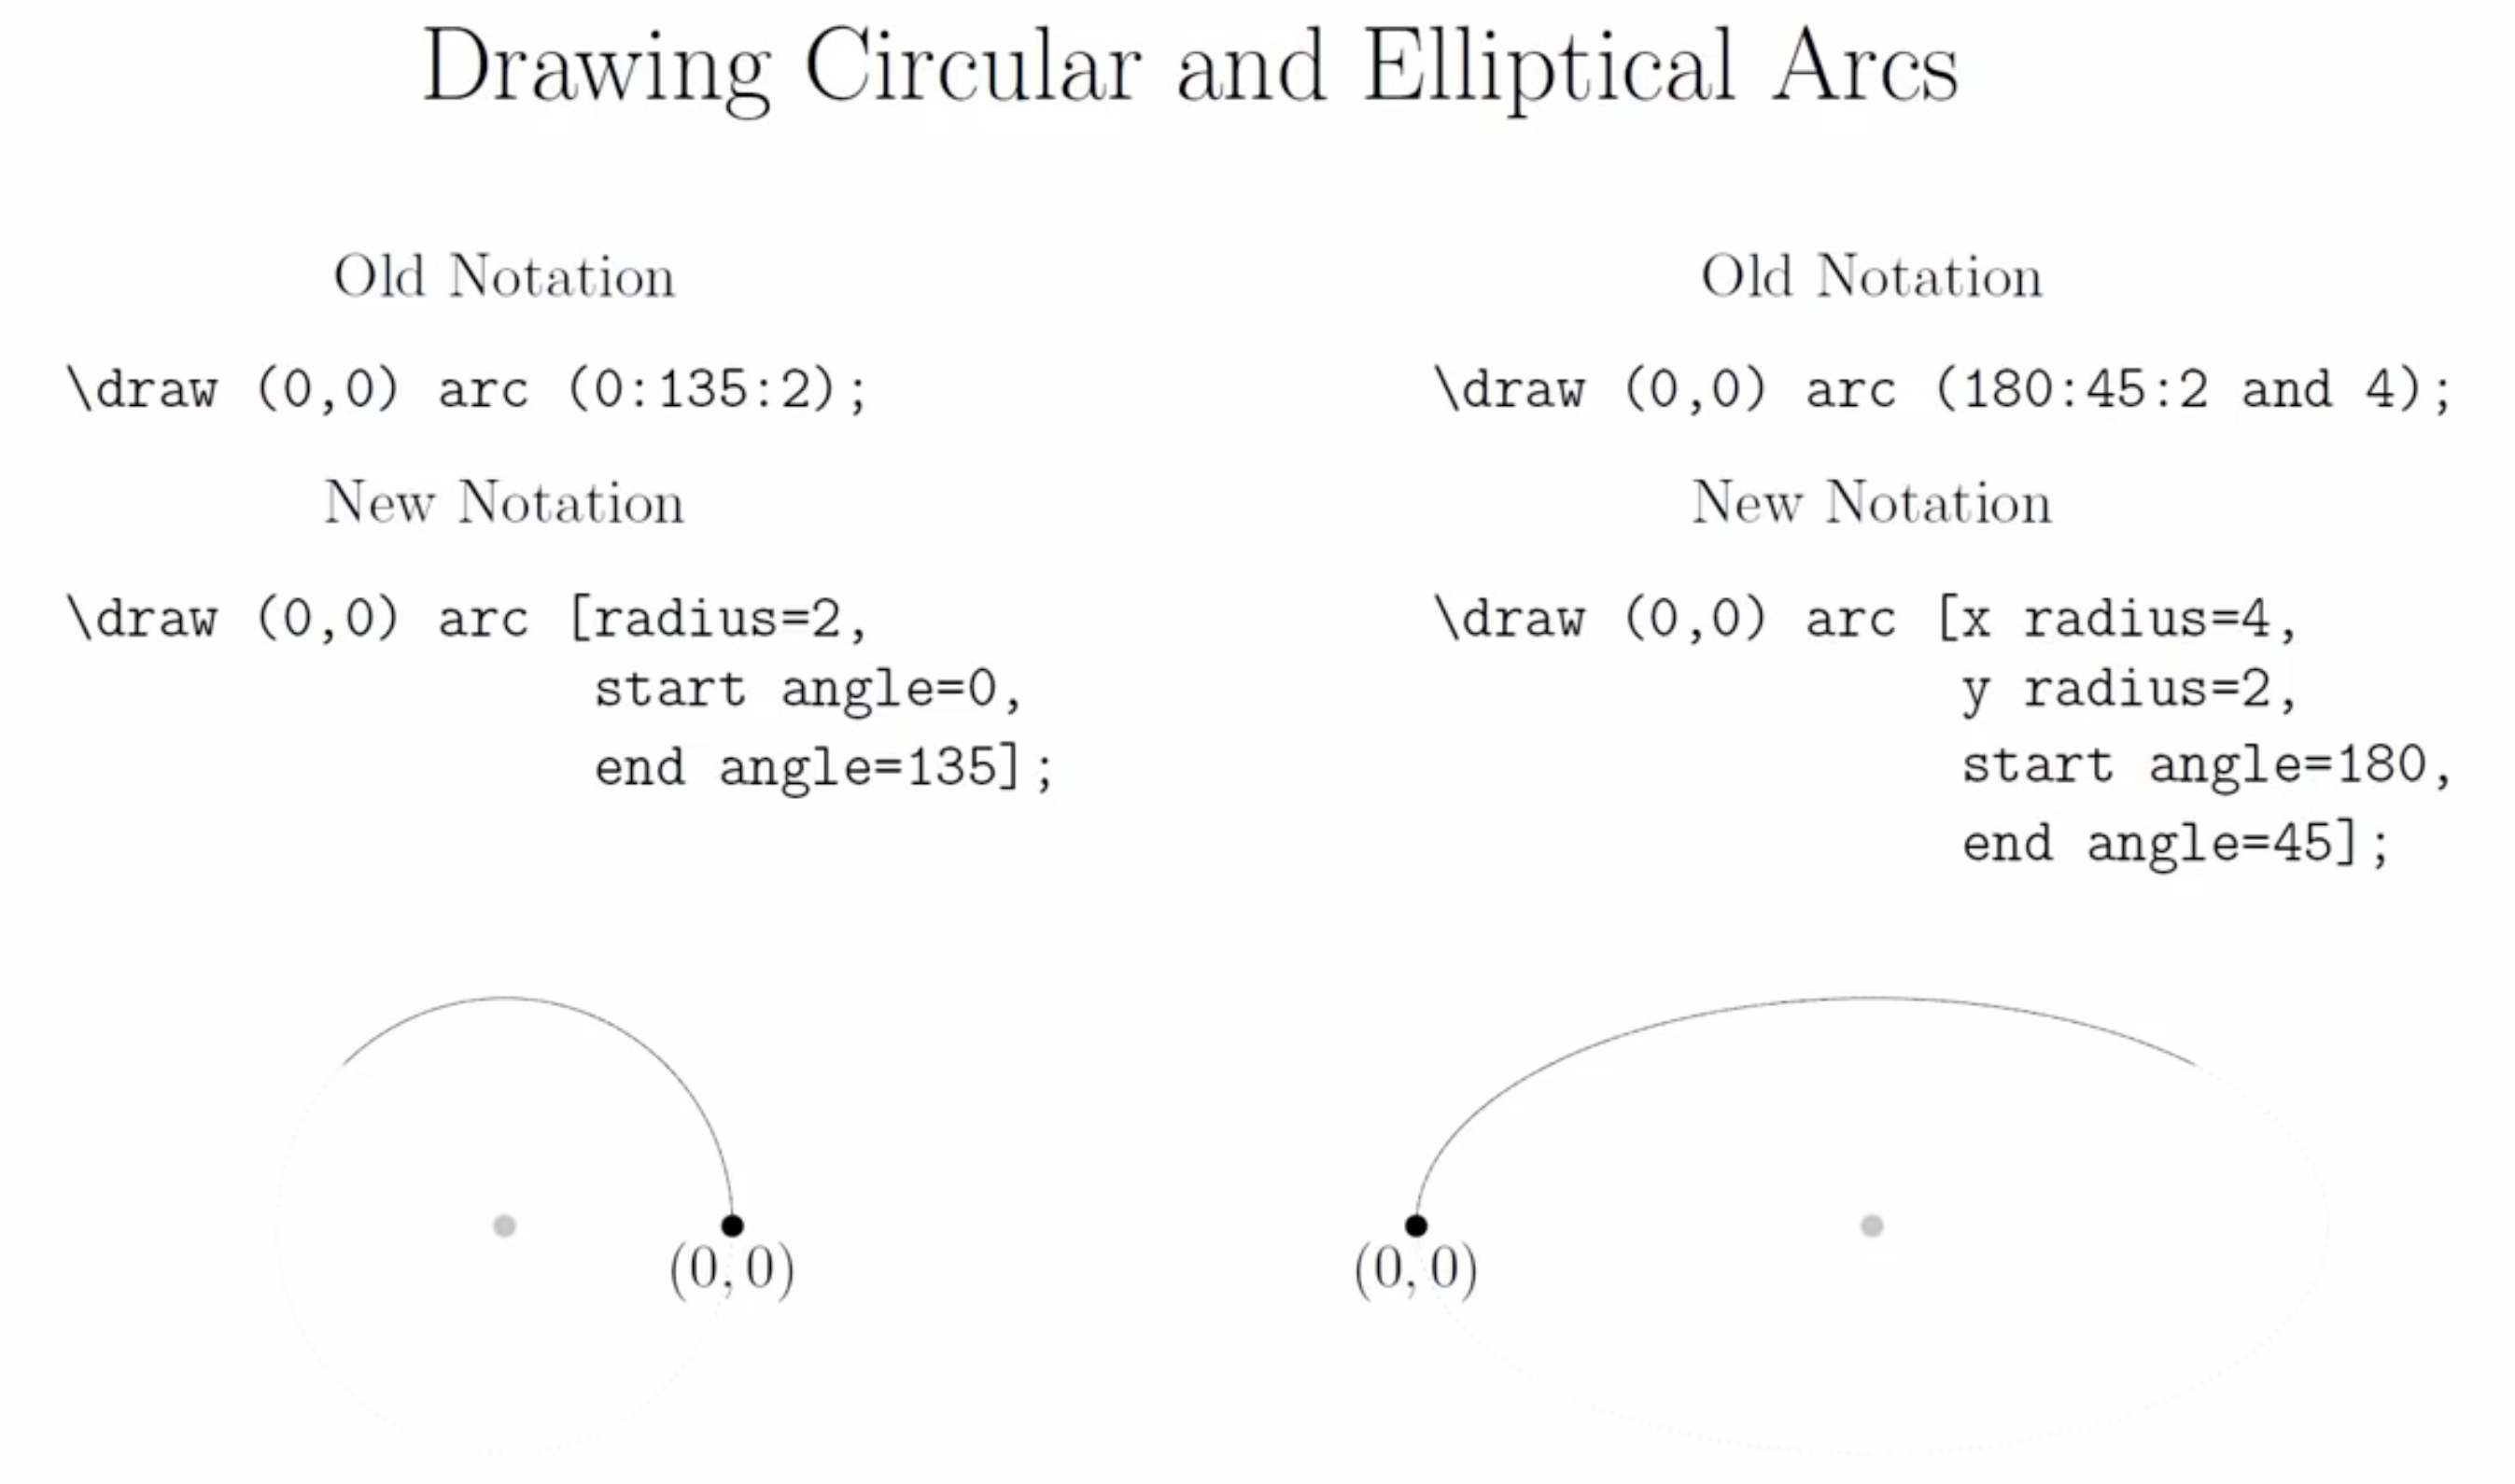 Drawing Circular and Elliptical Arcs
Old Notation
\draw (0,0) arc (0:135:2);
New Notation
\draw (0,0) arc [radius=2,
start angle=0,
end angle=135];
(0,0)
Old Notation
\draw (0,0) arc (180:45:2 and 4);
New Notation
\draw (0,0) arc [x radius=4,
y radius=2,
start angle=180,
end angle=45];
(0,0)